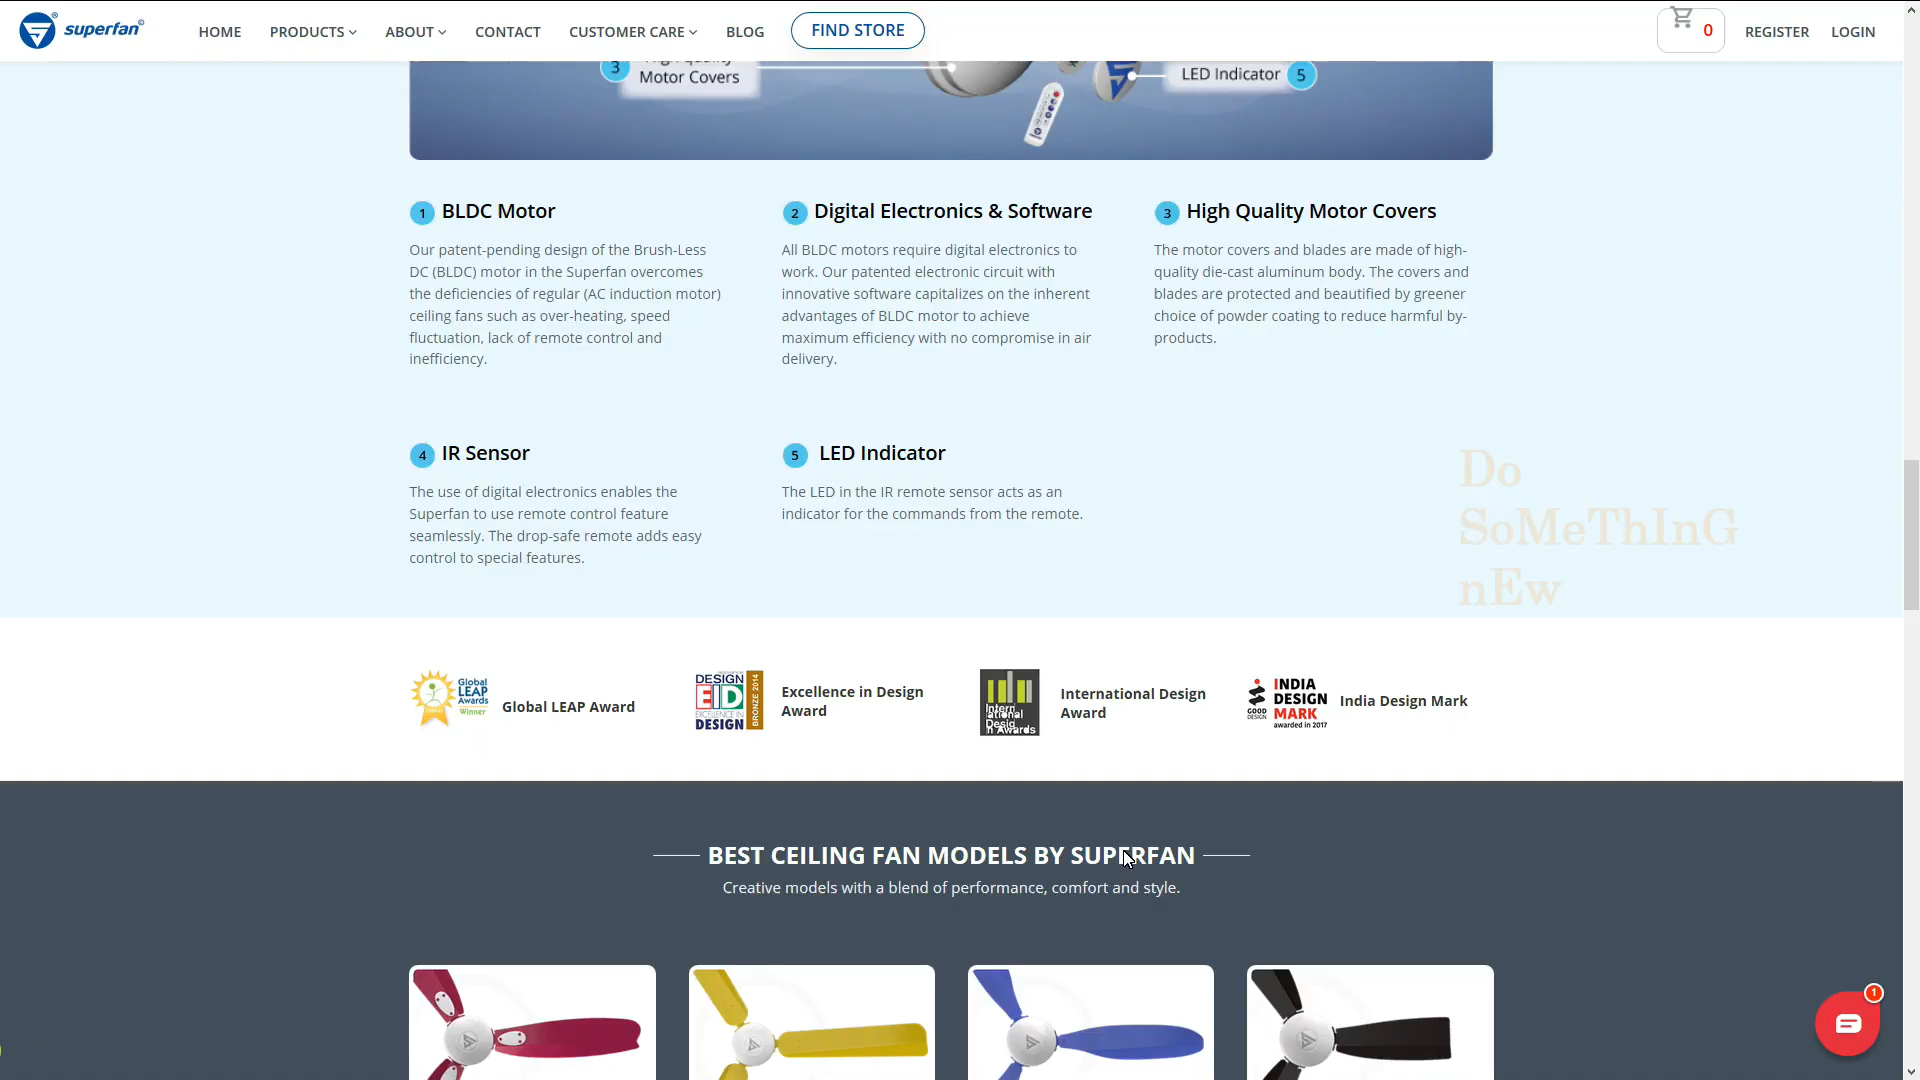 superfan
HOME PRODUCTS ABOUT CONTACT CUSTOMER CARE BLOG FIND STORE 0 REGISTER LOGIN
3 High Quality
Motor Covers
LED Indicator 5
1 BLDC Motor
Our patent-pending design of the Brush-Less
DC (BLDC) motor in the Superfan overcomes
the deficiencies of regular (AC induction motor)
ceiling fans such as over-heating, speed
fluctuation, lack of remote control and
inefficiency.
2 Digital Electronics & Software
All BLDC motors require digital electronics to
work. Our patented electronic circuit with
innovative software capitalizes on the inherent
advantages of BLDC motor to achieve
maximum efficiency with no compromise in air
delivery.
3 High Quality Motor Covers
The motor covers and blades are made of high-
quality die-cast aluminum body. The covers and
blades are protected and beautified by greener
choice of powder coating to reduce harmful by-
products.
4 IR Sensor
The use of digital electronics enables the
Superfan to use remote control feature
seamlessly. The drop-safe remote adds easy
control to special features.
5 LED Indicator
The LED in the IR remote sensor acts as an
indicator for the commands from the remote.
Do
SoMeThInG
nEw
Global
LEAP
Awards
Winner
Global LEAP Award
DESIGN
EID
EXCELLENCE IN
DESIGN
BRONZE 2014
Excellence in Design
Award
Intern
ational
Desig
n Awards
International Design
Award
GOOD
DESIGN
INDIA
DESIGN
MARK
awarded in 2017
India Design Mark
BEST CEILING FAN MODELS BY SUPERFAN
Creative models with a blend of performance, comfort and style.
1